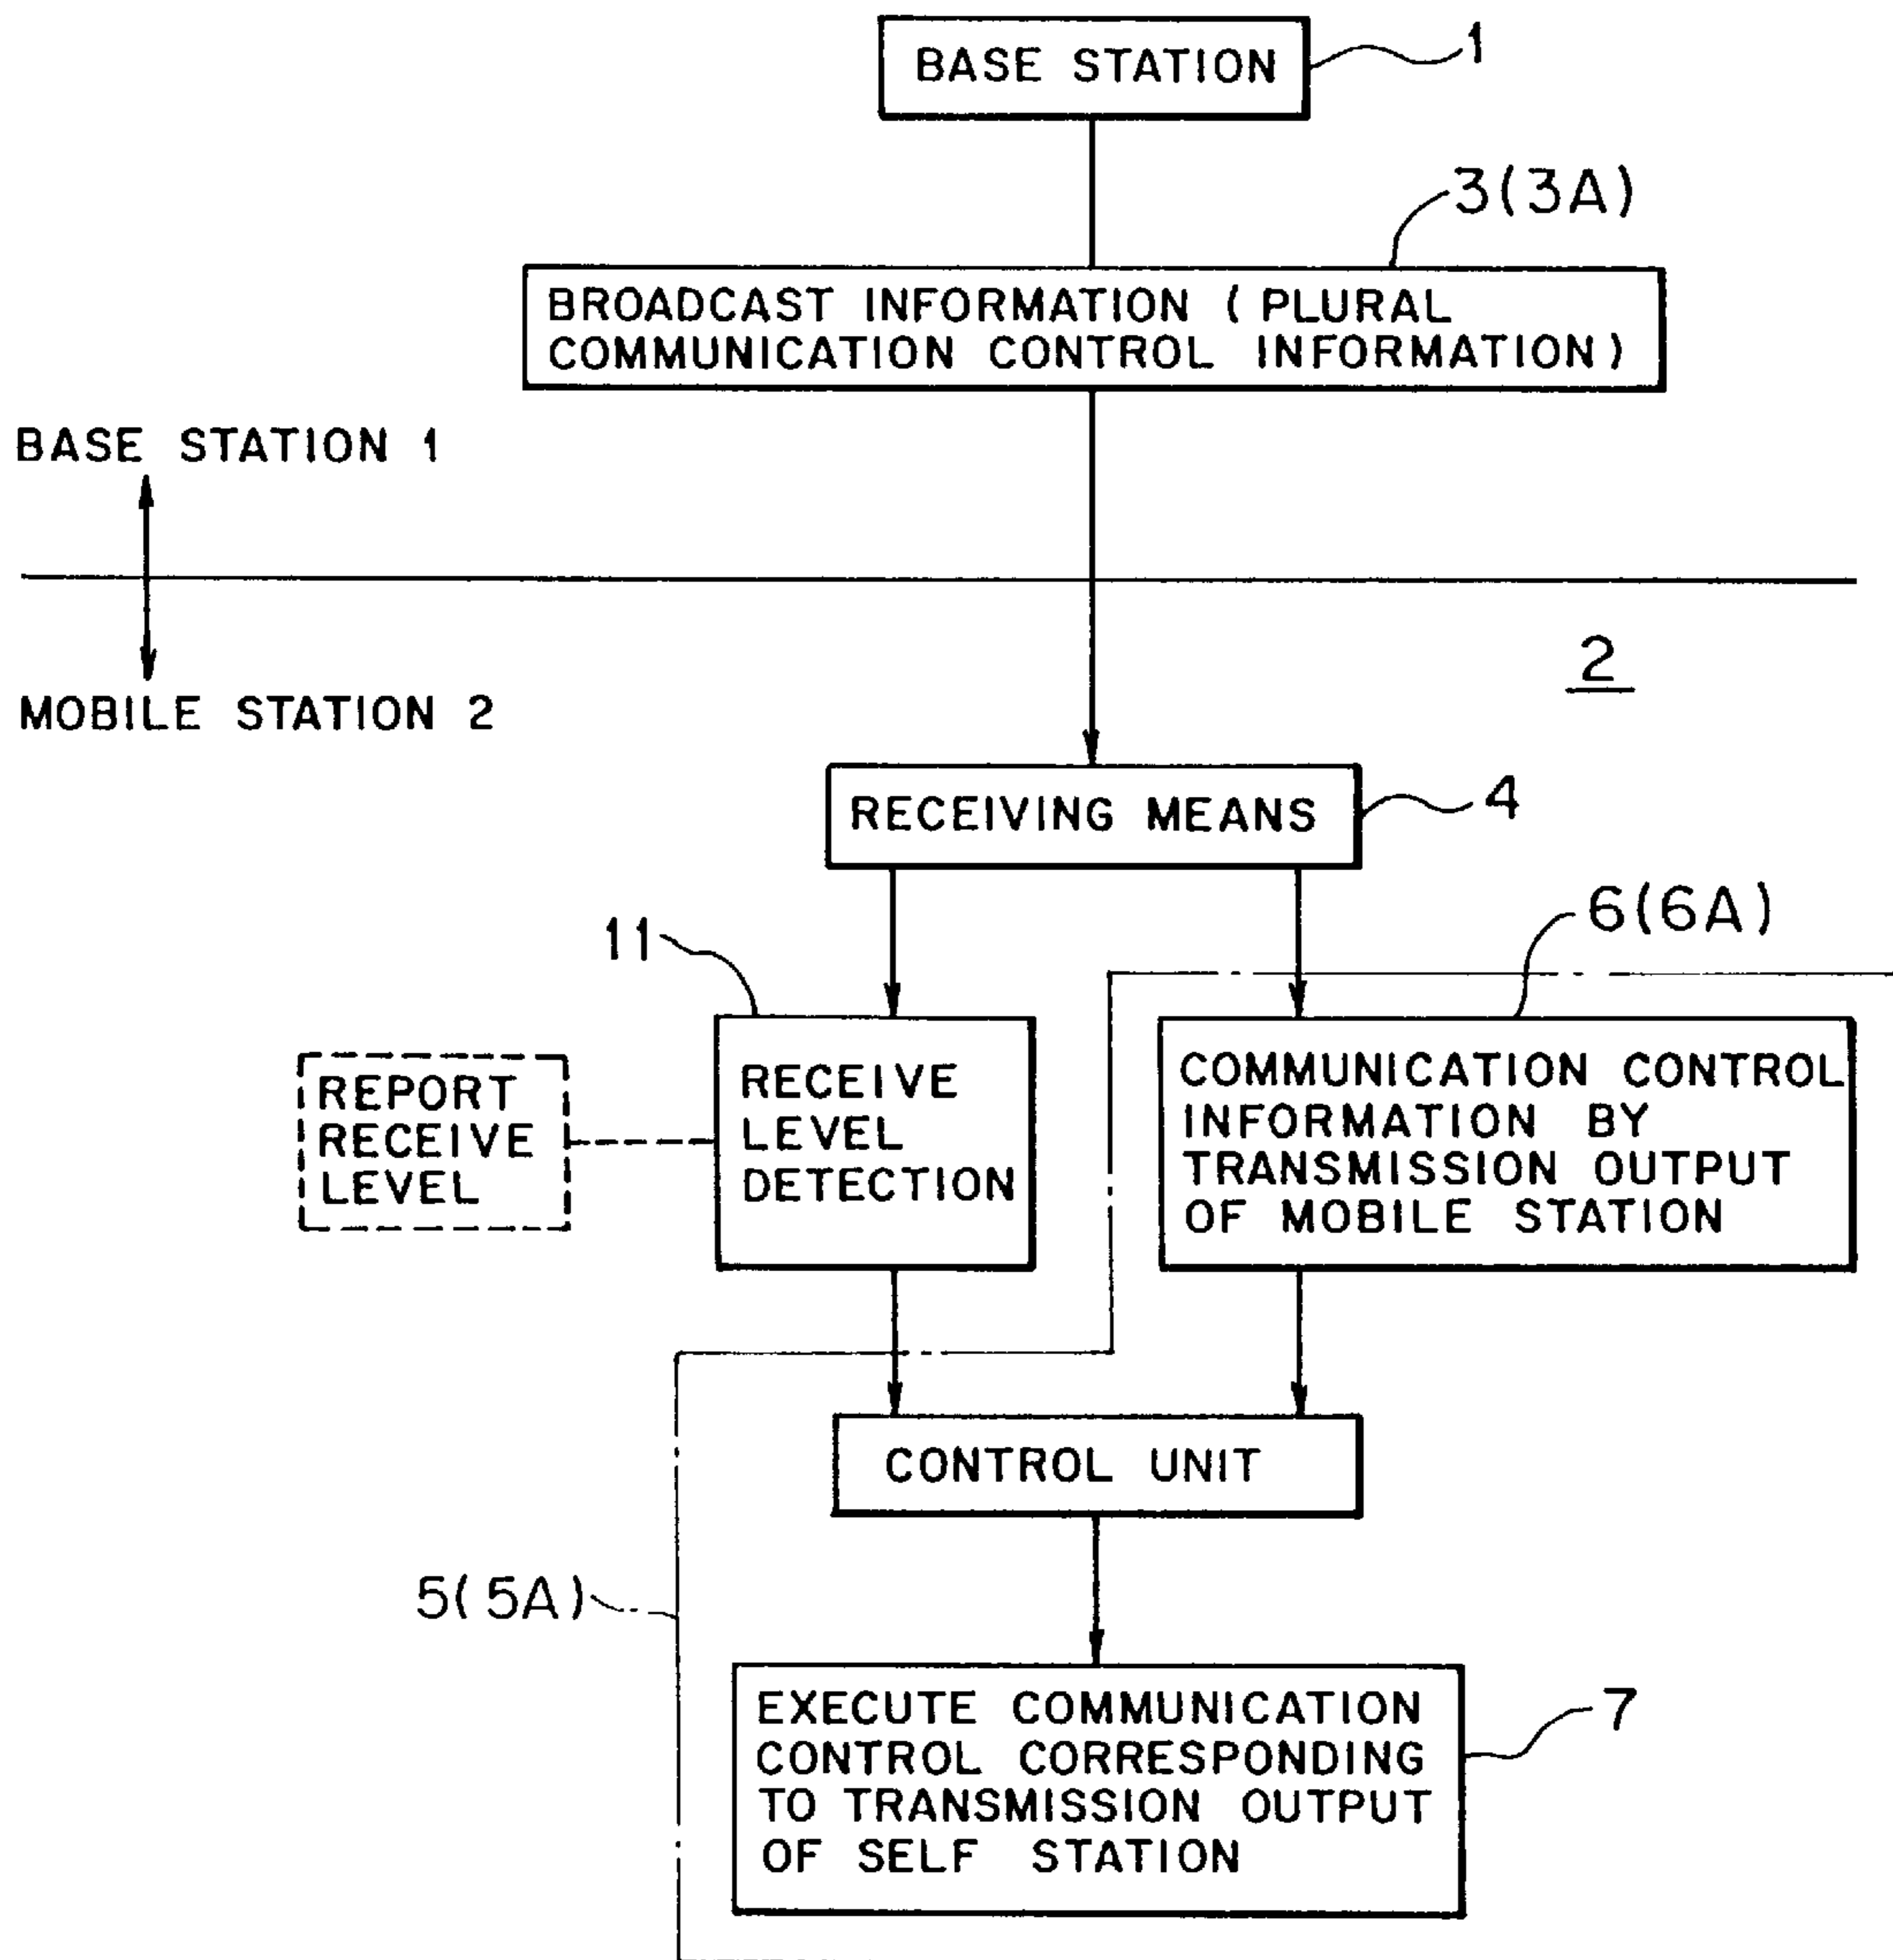 BASE STATION
1
3(3A)
BROADCAST INFORMATION (PLURAL
COMMUNICATION CONTROL INFORMATION)
BASE STATION 1
MOBILE STATION 2
2
RECEIVING MEANS
4
11
6(6A)
REPORT
RECEIVE
LEVEL
RECEIVE
LEVEL
DETECTION
COMMUNICATION CONTROL
INFORMATION BY
TRANSMISSION OUTPUT
OF MOBILE STATION
CONTROL UNIT
5(5A)
EXECUTE COMMUNICATION
CONTROL CORRESPONDING
TO TRANSMISSION OUTPUT
OF SELF STATION
7